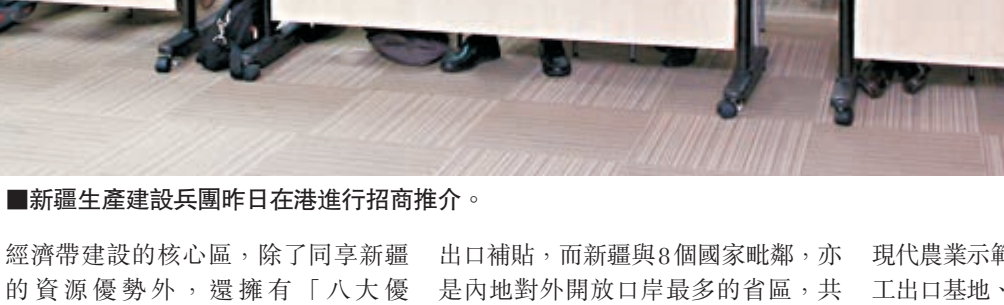 ■新疆生產建設兵團昨日在港進行招商推介。
經濟帶建設的核心區，除了同享新疆
的資源優勢外，還擁有「八大優
出口補貼，而新疆與8個國家毗鄰，亦
是內地對外開放口岸最多的省區，共
現代農業示範
工出口基地、